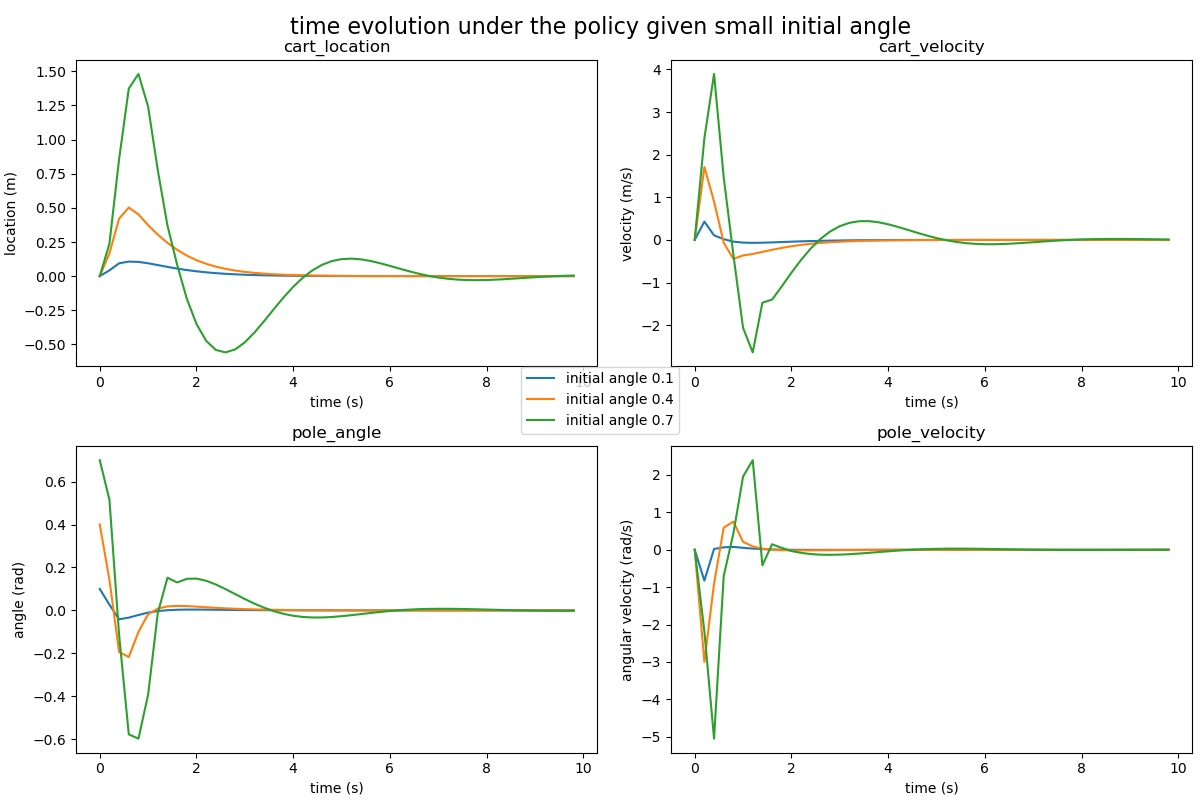 time evolution under the policy given small initial angle
cart_location
cart_velocity
location (m)
1.50
1.25
1.00
0.75
0.50
0.25
0.00
−0.25
−0.50
0 2 4 6 8 10
time (s)
velocity (m/s)
4
3
2
1
0
−1
−2
0 2 4 6 8 10
time (s)
initial angle 0.1
initial angle 0.4
initial angle 0.7
pole_angle
pole_velocity
angle (rad)
0.6
0.4
0.2
0.0
−0.2
−0.4
−0.6
0 2 4 6 8 10
time (s)
angular velocity (rad/s)
2
1
0
−1
−2
−3
−4
−5
0 2 4 6 8 10
time (s)